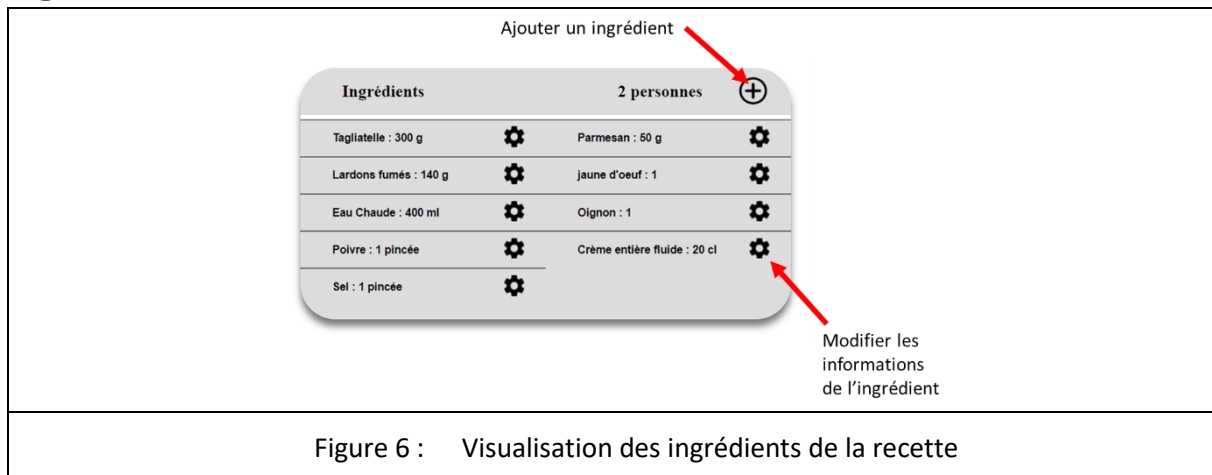 Ajouter un ingrédient
Ingrédients 2 personnes
Tagliatelle : 300 g Parmesan : 50 g
Lardons fumés : 140 g jaune d'oeuf : 1
Eau Chaude : 400 ml Oignon : 1
Poivre : 1 pincée Crème entière fluide : 20 cl
Sel : 1 pincée
Modifier les
informations
de l'ingrédient
Figure 6 : Visualisation des ingrédients de la recette